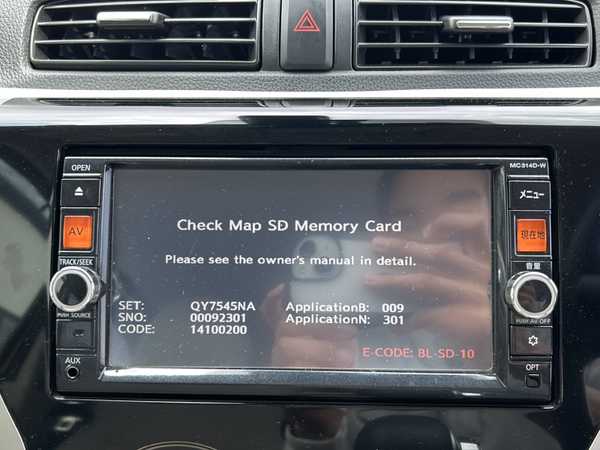 OPEN
MC314D-W
メニュー
AV
現在地
TRACK/SEEK
音量
PUSH SOURCE
PUSH AV OFF
AUX
OPT
Check Map SD Memory Card
Please see the owner's manual in detail.
SET: QY7545NA ApplicationB: 009
SNO: 00092301 ApplicationN: 301
CODE: 14100200
E-CODE: BL-SD-10